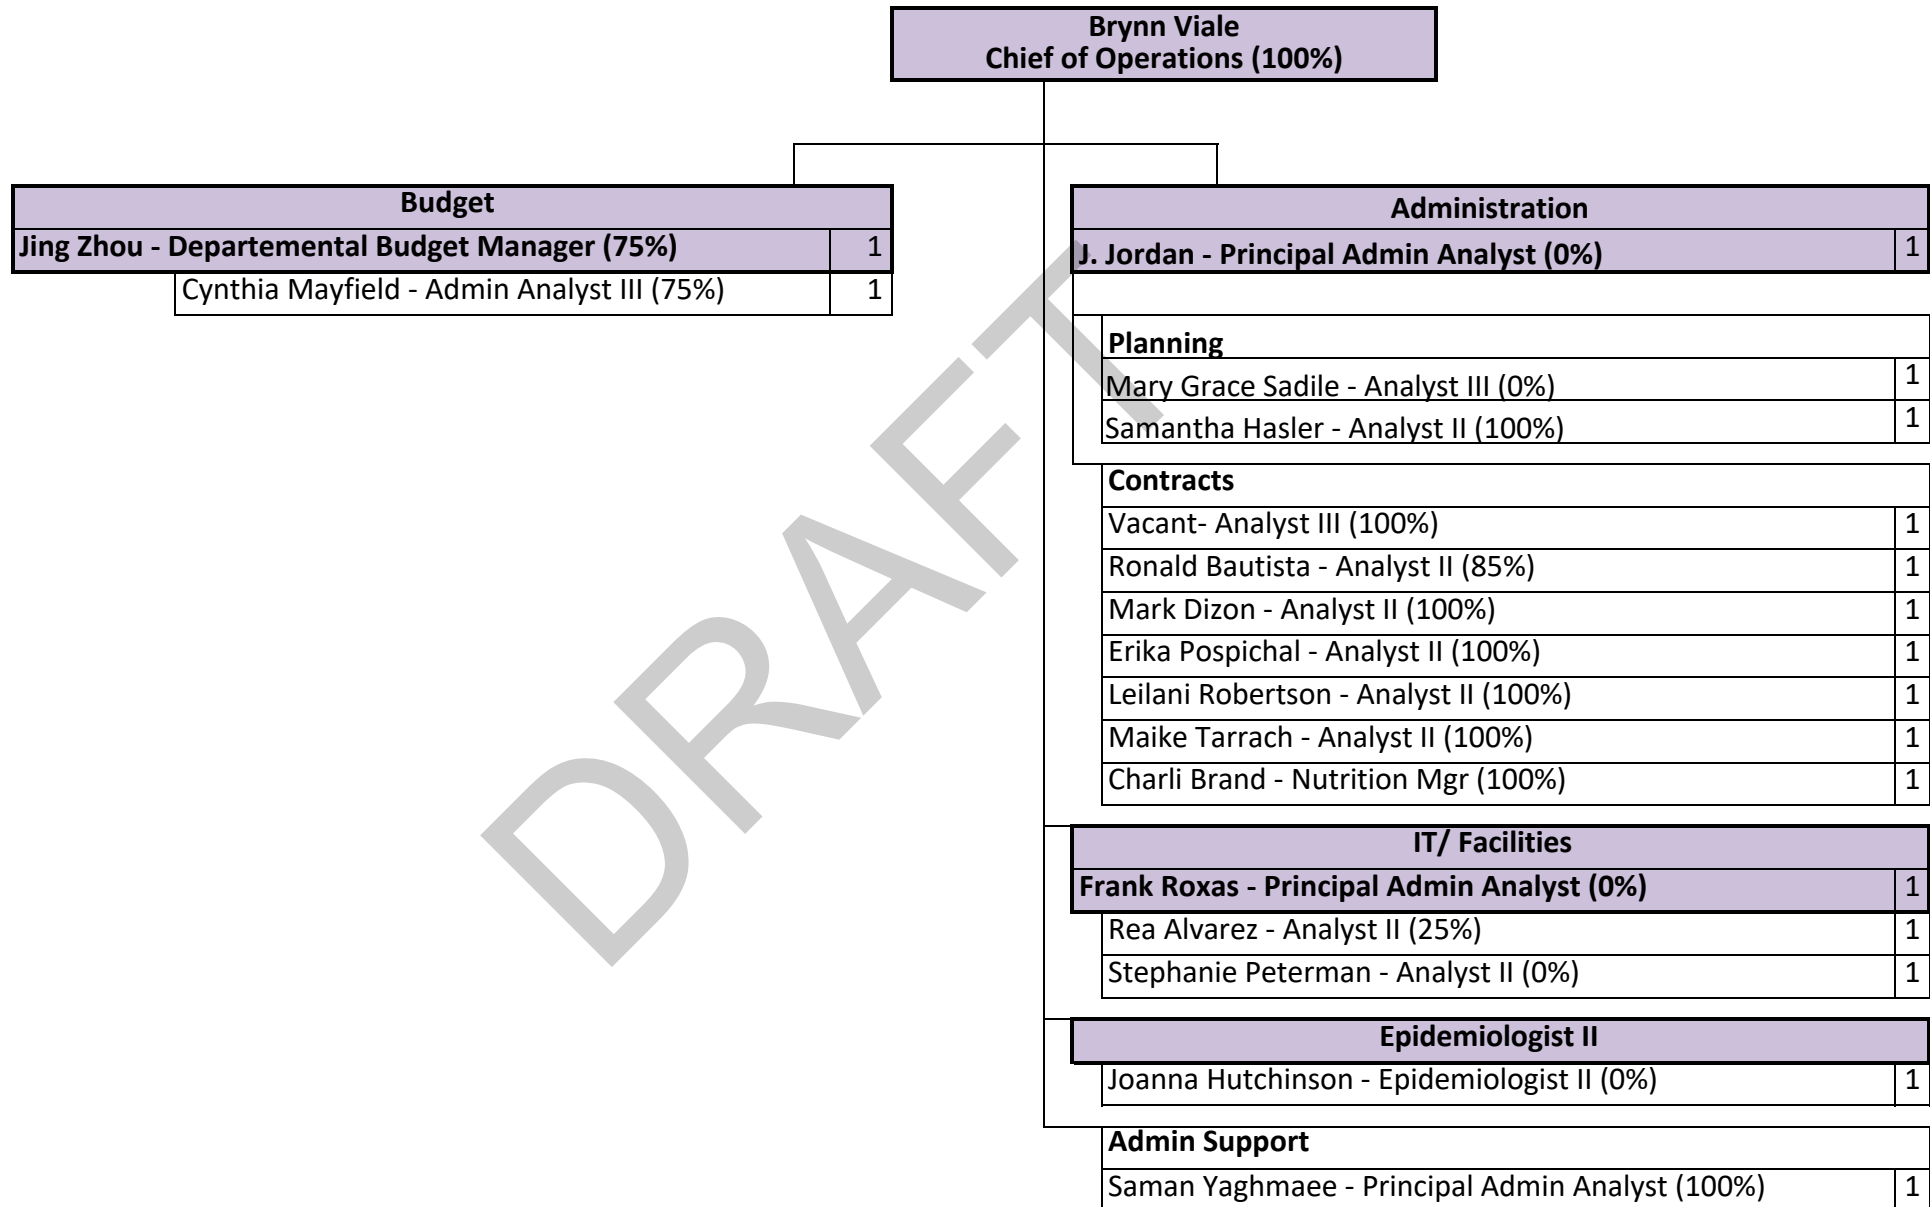 Brynn Viale
Chief of Operations (100%)
Budget
Jing Zhou - Departemental Budget Manager (75%) 1
Cynthia Mayfield - Admin Analyst III (75%) 1
Administration
J. Jordan - Principal Admin Analyst (0%) 1
Planning
Mary Grace Sadile - Analyst III (0%) 1
Samantha Hasler - Analyst II (100%) 1
Contracts
Vacant- Analyst III (100%) 1
Ronald Bautista - Analyst II (85%) 1
Mark Dizon - Analyst II (100%) 1
Erika Pospichal - Analyst II (100%) 1
Leilani Robertson - Analyst II (100%) 1
Maike Tarrach - Analyst II (100%) 1
Charli Brand - Nutrition Mgr (100%) 1
IT/ Facilities
Frank Roxas - Principal Admin Analyst (0%) 1
Rea Alvarez - Analyst II (25%) 1
Stephanie Peterman - Analyst II (0%) 1
Epidemiologist II
Joanna Hutchinson - Epidemiologist II (0%) 1
Admin Support
Saman Yaghmaee - Principal Admin Analyst (100%) 1
DRAFT